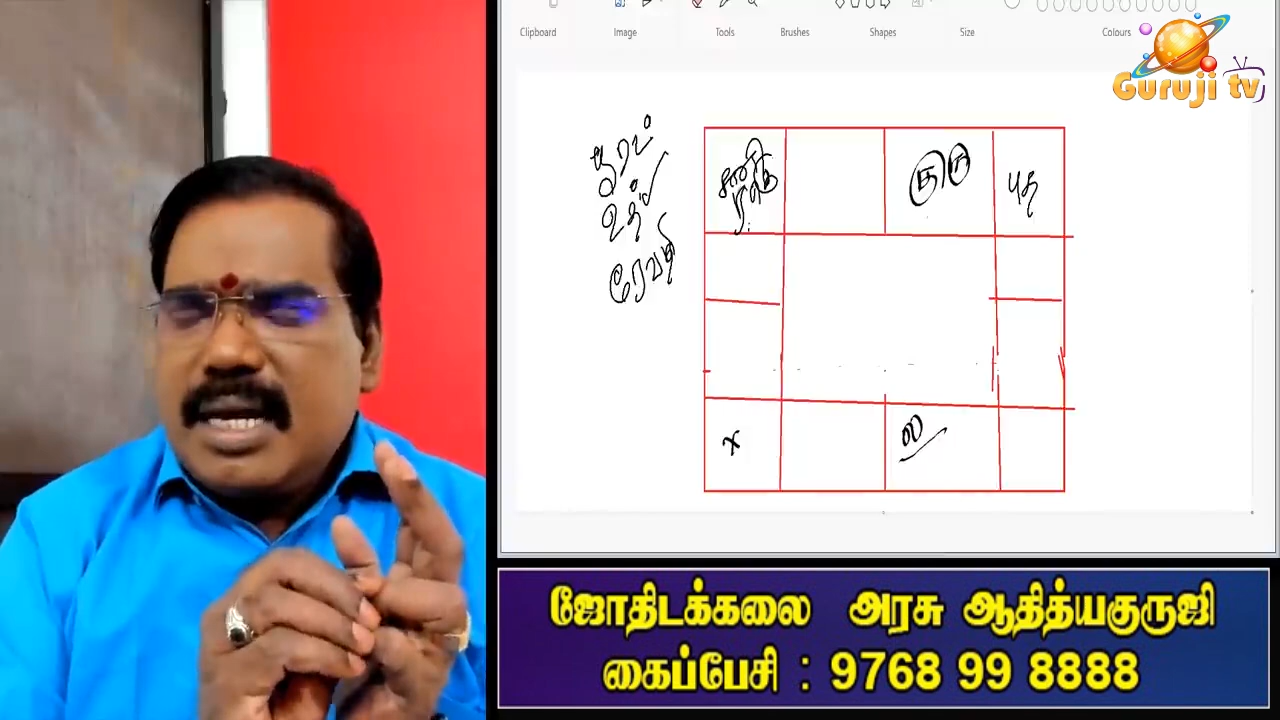 Clipboard
Image
Tools
Brushes
Shapes
Size
Colours
Guruji tv
பூரட்
உத்
ரேவதி
சனி
ராகு
குரு
புத
x
ல
ஜோதிடக்கலை அரசு ஆதித்யகுருஜி
கைப்பேசி : 9768 99 8888